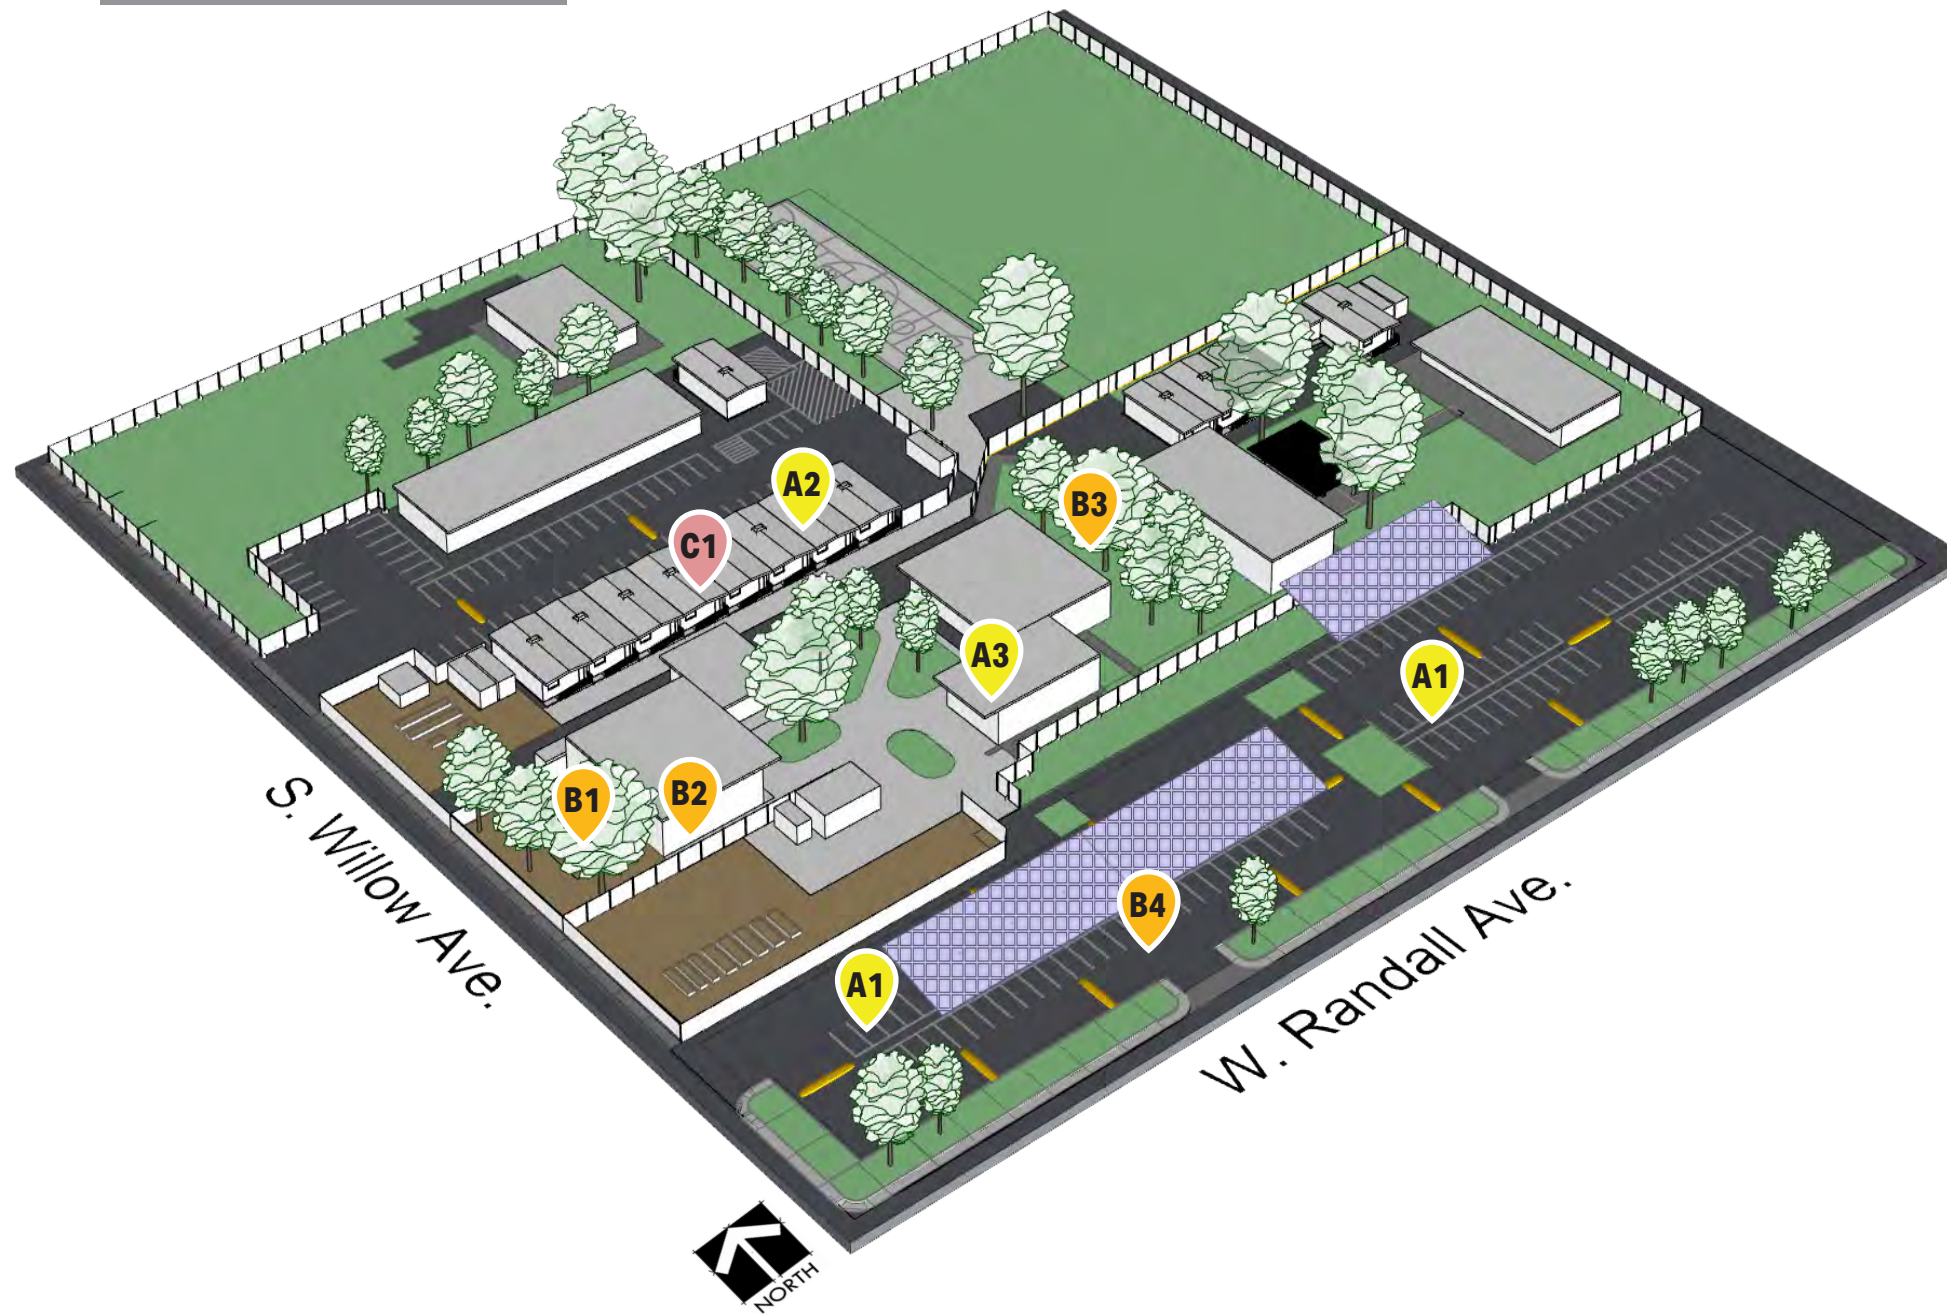 A2
B3
C1
A3
A1
B1
B2
B4
A1
S. Willow Ave.
W. Randall Ave.
NORTH